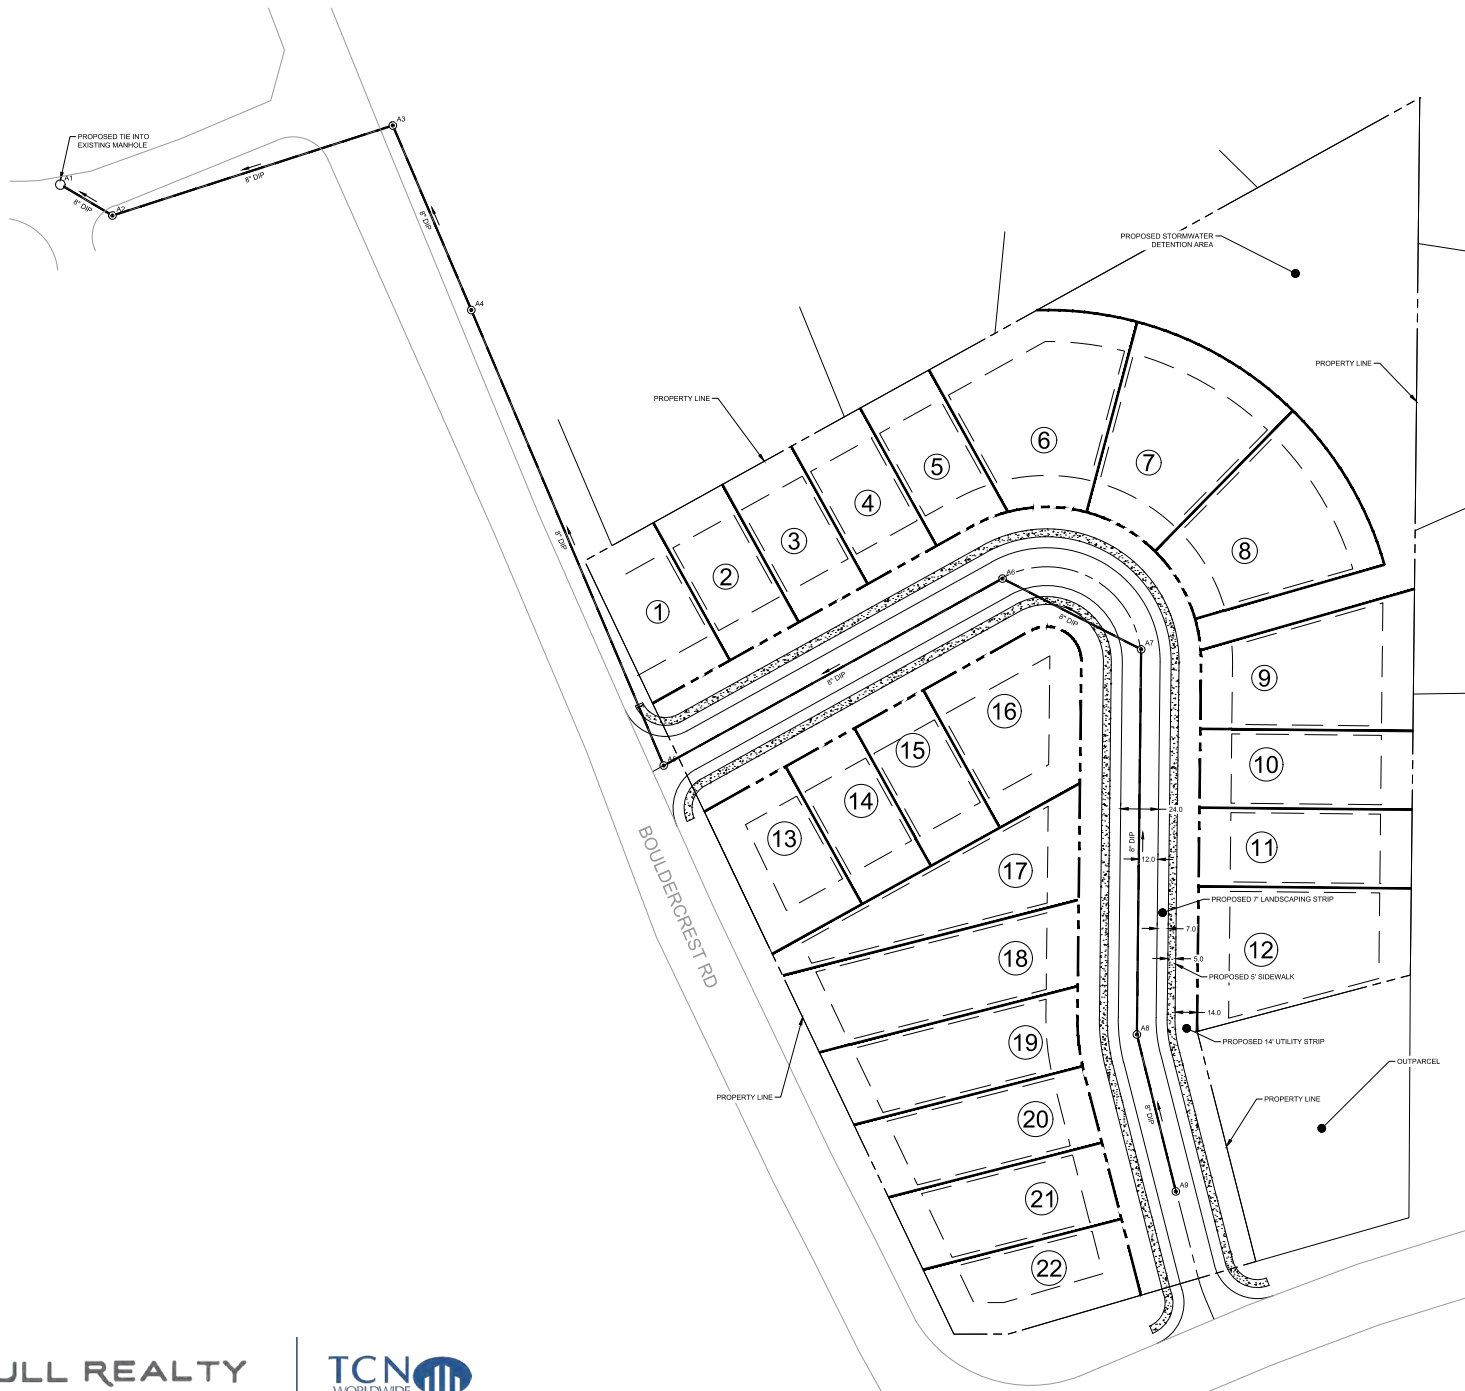 A3
PROPOSED TIE INTO
EXISTING MANHOLE
A1
8" DIP
A2
8" DIP
8" DIP
A4
8" DIP
PROPOSED STORMWATER
DETENTION AREA
PROPERTY LINE
PROPERTY LINE
6
7
5
4
3
8
2
1
A6
8" DIP
A7
8" DIP
9
16
15
10
14
24.0
13
8" DIP
11
12.0
17
BOULDERCREST RD
PROPOSED 7' LANDSCAPING STRIP
7.0
12
18
5.0
PROPOSED 5' SIDEWALK
14.0
A8
PROPOSED 14' UTILITY STRIP
19
OUTPARCEL
PROPERTY LINE
PROPERTY LINE
8" DIP
20
A9
21
22
ULL REALTY
TCN
WORLDWIDE